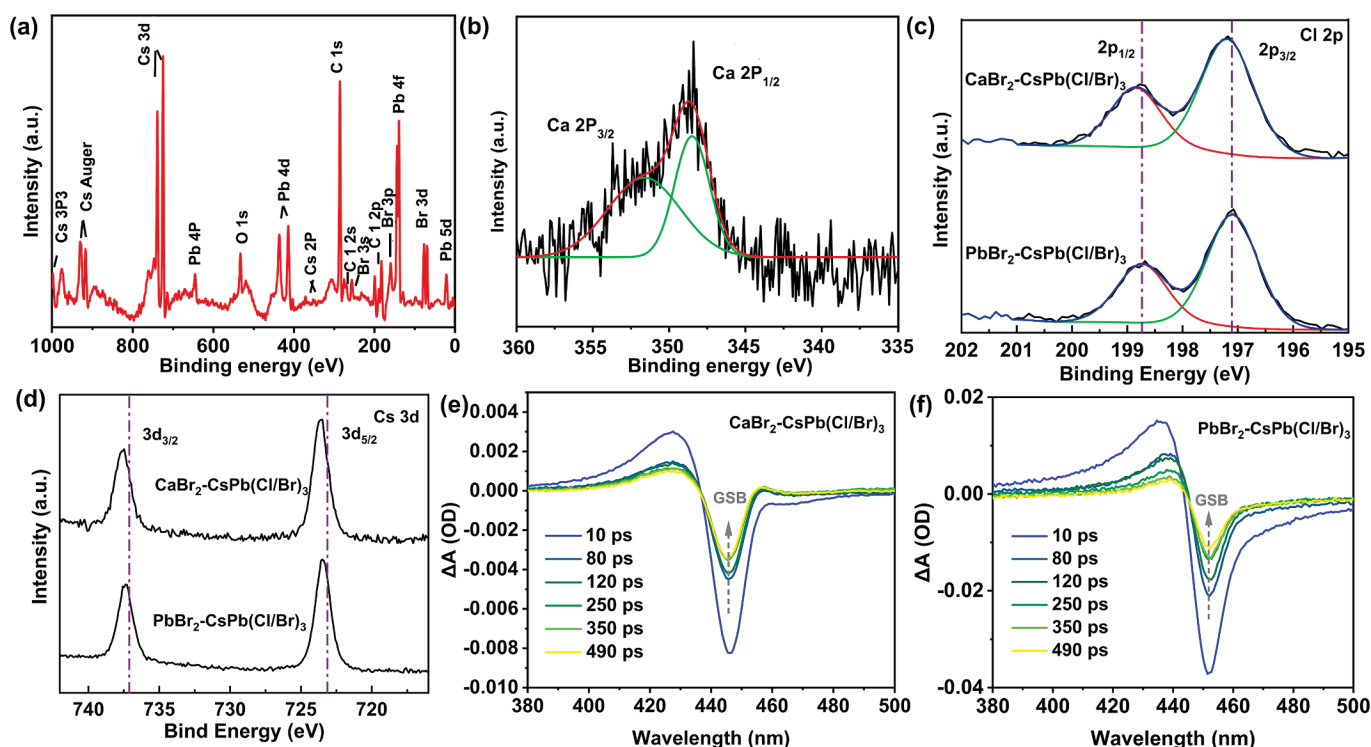 (a)
Intensity (a.u.)
Cs 3P3
Cs Auger
Cs 3d
Pb 4P
O 1s
Pb 4d
Cs 2P
C 1s
C 1 2s
Br 3s
C 1 2p
Br 3p
Pb 4f
Br 3d
Pb 5d
1000 800 600 400 200 0
Binding energy (eV)
(b)
Intensity (a.u.)
Ca 2P3/2
Ca 2P1/2
360 355 350 345 340 335
Binding energy (eV)
(c)
Intensity (a.u.)
Cl 2p
2p1/2
2p3/2
CaBr2-CsPb(Cl/Br)3
PbBr2-CsPb(Cl/Br)3
202 201 200 199 198 197 196 195
Binding Energy (eV)
(d)
Intensity (a.u.)
Cs 3d
3d3/2
3d5/2
CaBr2-CsPb(Cl/Br)3
PbBr2-CsPb(Cl/Br)3
740 735 730 725 720
Bind Energy (eV)
(e)
ΔA (OD)
0.004
0.002
0.000
-0.002
-0.004
-0.006
-0.008
-0.010
CaBr2-CsPb(Cl/Br)3
GSB
10 ps
80 ps
120 ps
250 ps
350 ps
490 ps
380 400 420 440 460 480 500
Wavelength (nm)
(f)
ΔA (OD)
0.02
0.00
-0.02
-0.04
PbBr2-CsPb(Cl/Br)3
GSB
10 ps
80 ps
120 ps
250 ps
350 ps
490 ps
380 400 420 440 460 480 500
Wavelength (nm)